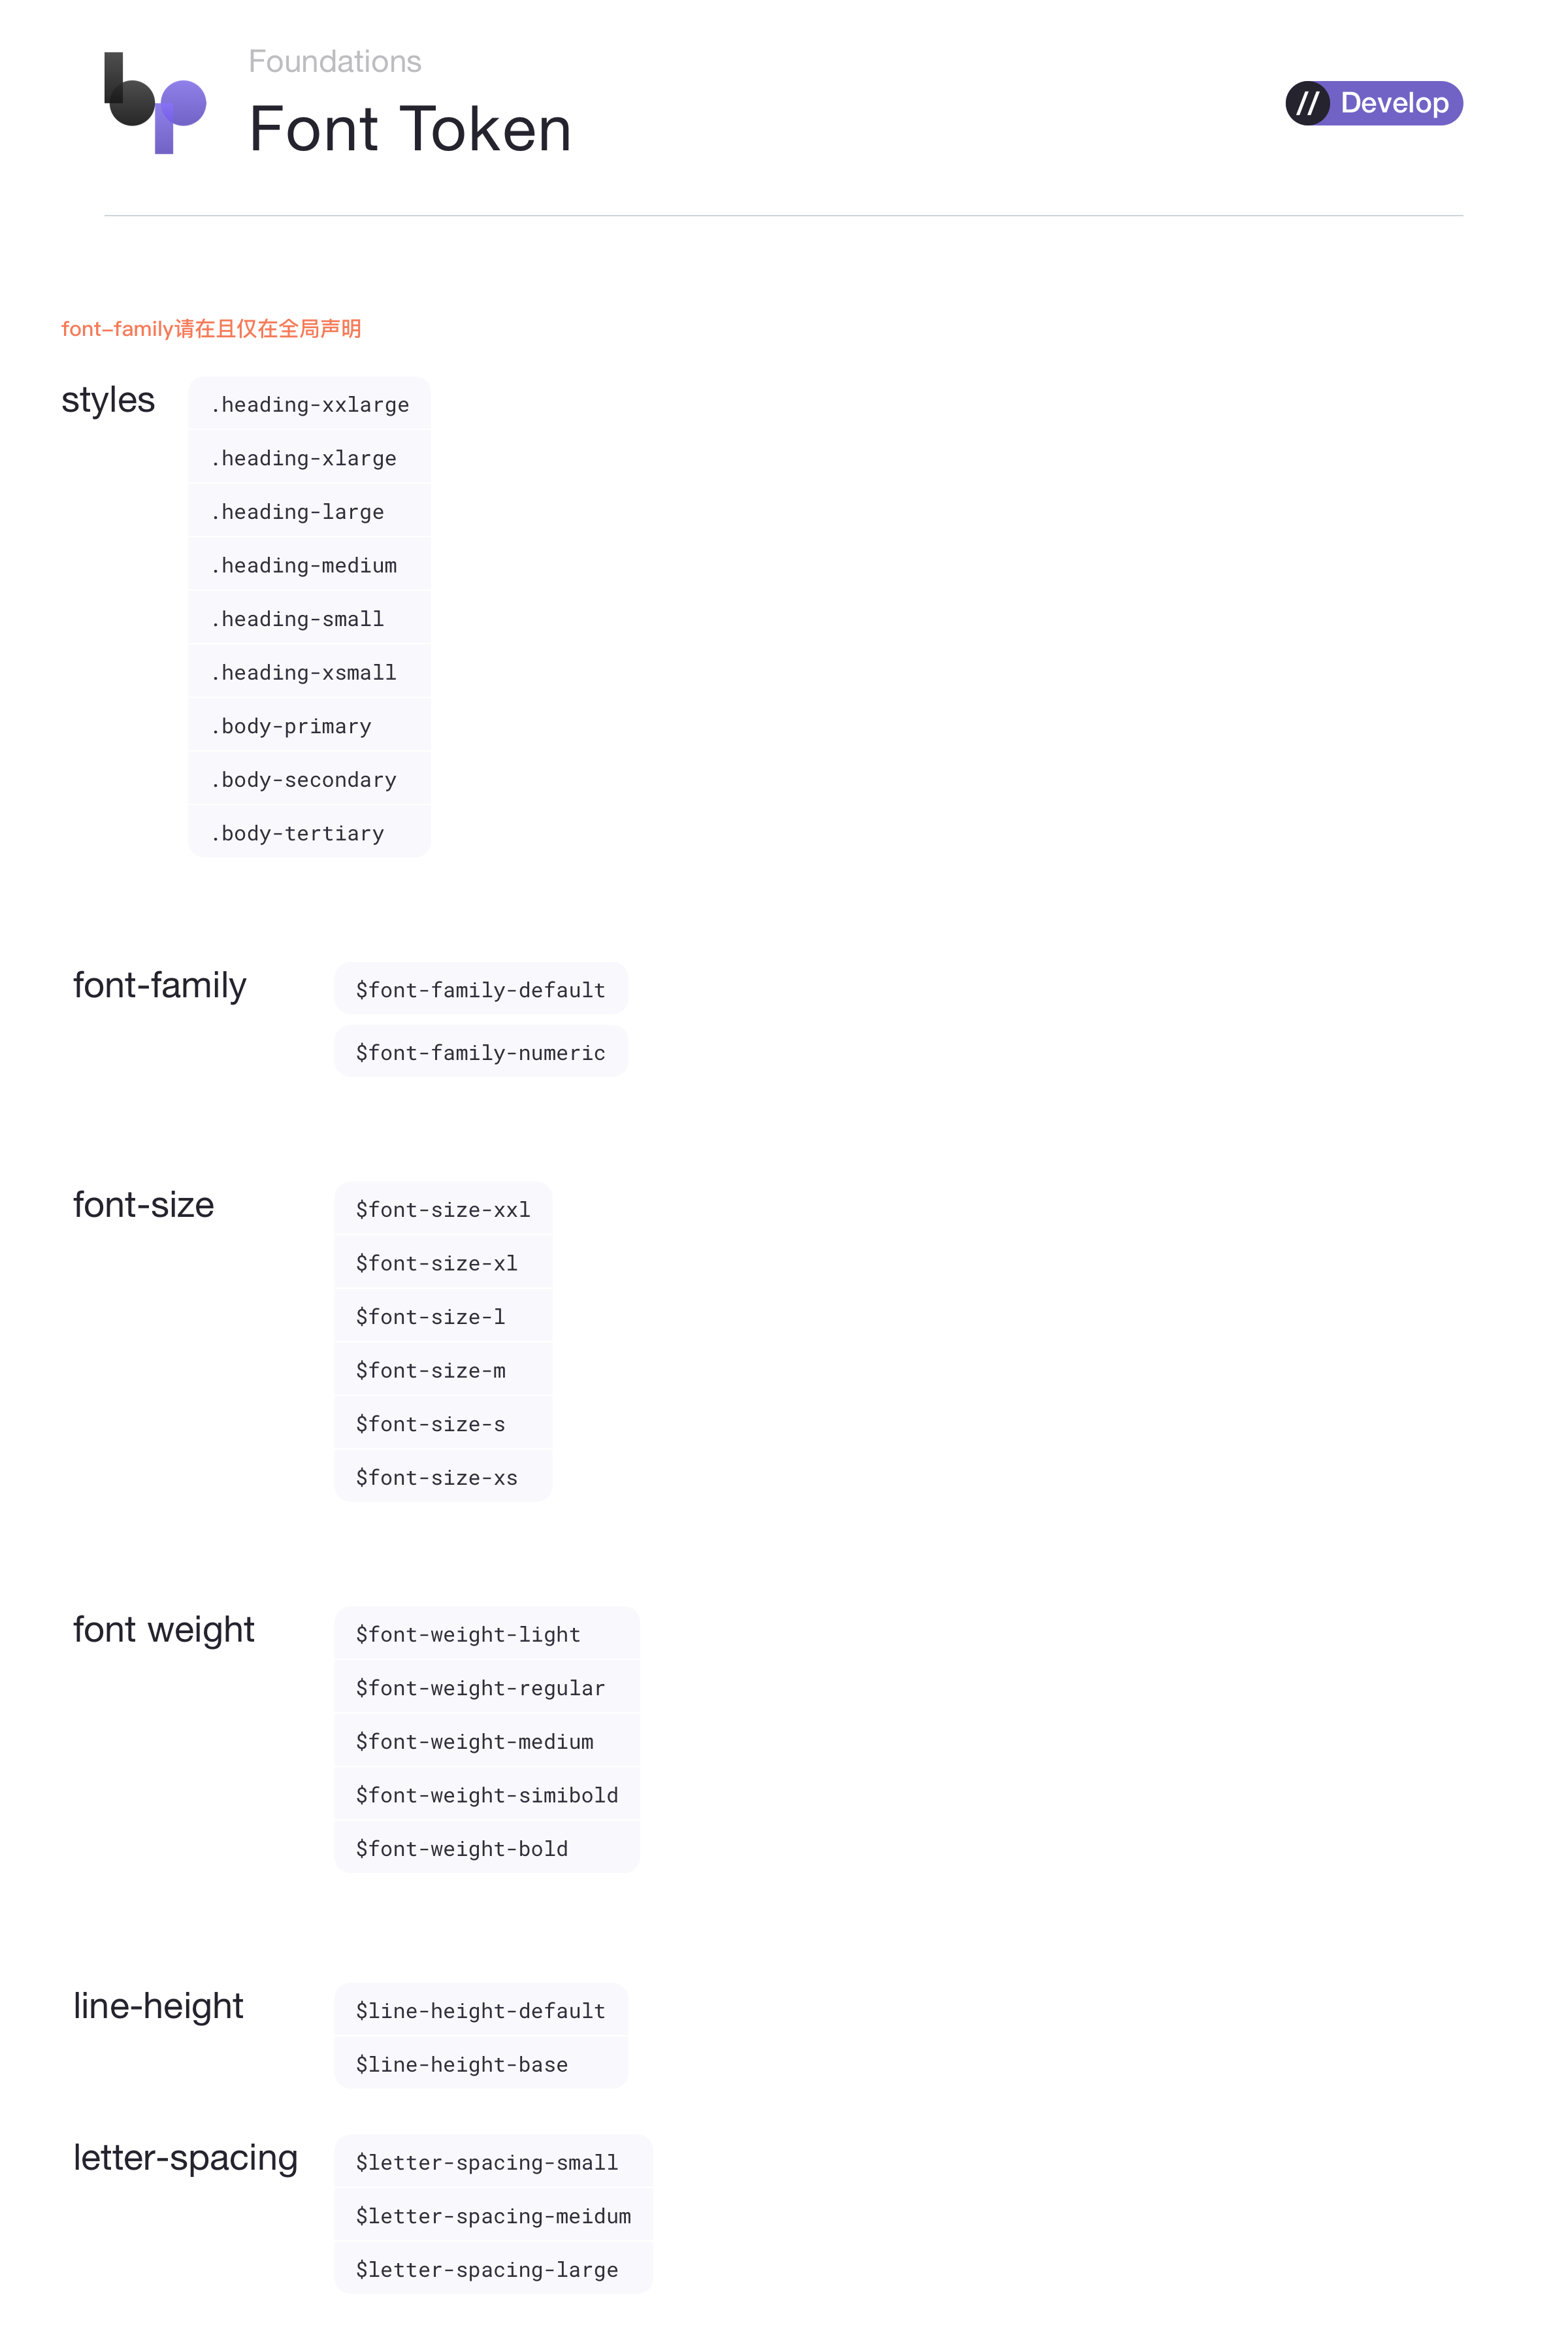 Foundations
Font Token
// Develop
font-family请在且仅在全局声明
styles
.heading-xxlarge
.heading-xlarge
.heading-large
.heading-medium
.heading-small
.heading-xsmall
.body-primary
.body-secondary
.body-tertiary
font-family
$font-family-default
$font-family-numeric
font-size
$font-size-xxl
$font-size-xl
$font-size-l
$font-size-m
$font-size-s
$font-size-xs
font weight
$font-weight-light
$font-weight-regular
$font-weight-medium
$font-weight-simibold
$font-weight-bold
line-height
$line-height-default
$line-height-base
letter-spacing
$letter-spacing-small
$letter-spacing-meidum
$letter-spacing-large